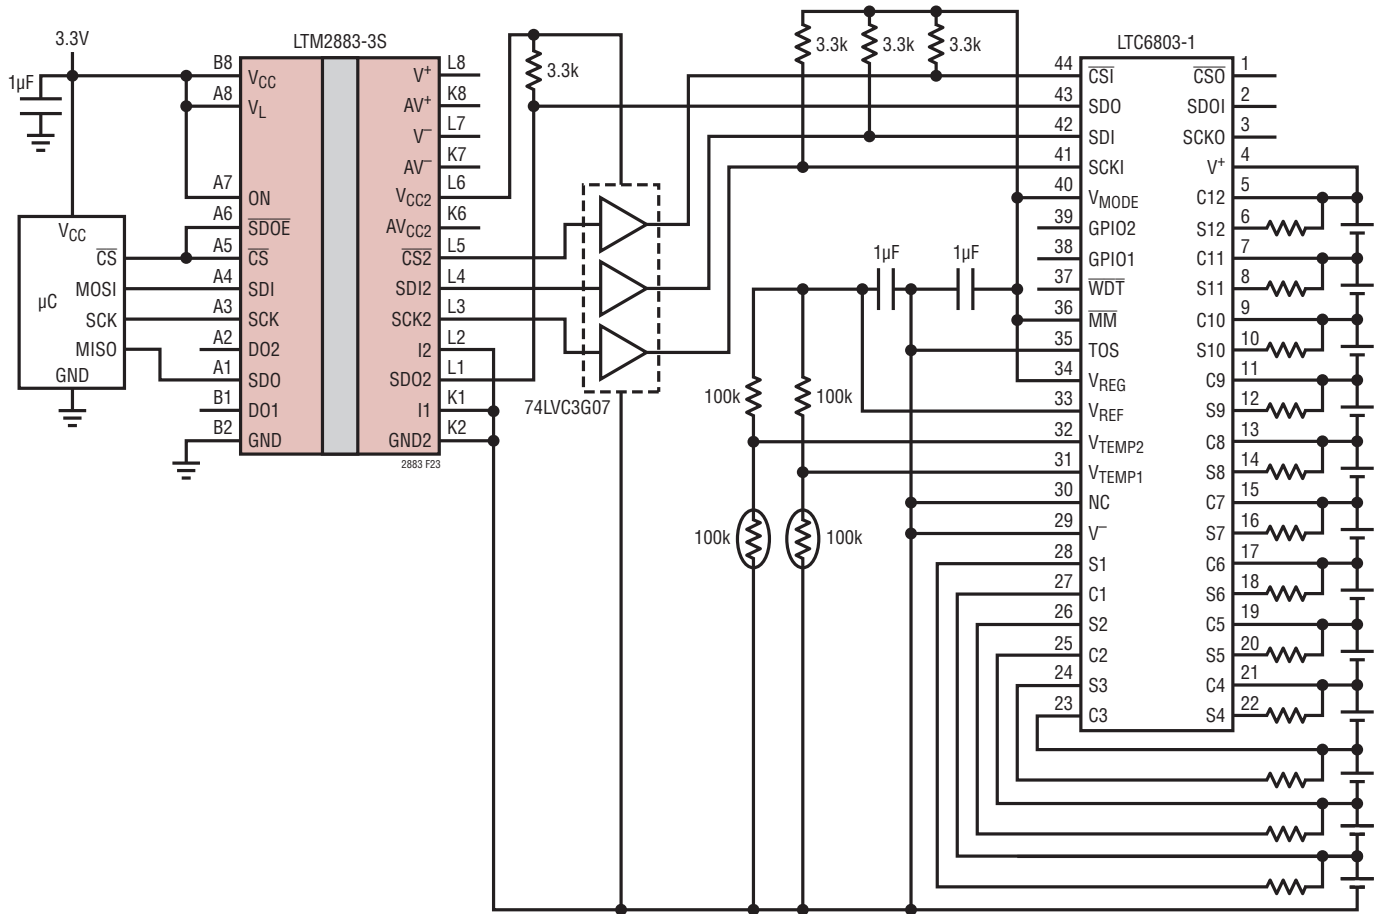 3.3V
1µF
LTM2883-3S
B8 VCC
A8 VL
A7 ON
A6 SDOE
A5 CS
A4 SDI
A3 SCK
A2 DO2
A1 SDO
B1 DO1
B2 GND
V+ L8
AV+ K8
V– L7
AV– K7
VCC2 L6
AVCC2 K6
CS2 L5
SDI2 L4
SCK2 L3
I2 L2
SDO2 L1
I1 K1
GND2 K2
2883 F23
VCC
CS
MOSI
µC
SCK
MISO
GND
3.3k
74LVC3G07
3.3k
3.3k
3.3k
1µF
1µF
100k
100k
100k
100k
LTC6803-1
44 CSI
43 SDO
42 SDI
41 SCKI
40 VMODE
39 GPIO2
38 GPIO1
37 WDT
36 MM
35 TOS
34 VREG
33 VREF
32 VTEMP2
31 VTEMP1
30 NC
29 V–
28 S1
27 C1
26 S2
25 C2
24 S3
23 C3
CSO 1
SDOI 2
SCKO 3
V+ 4
C12 5
S12 6
C11 7
S11 8
C10 9
S10 10
C9 11
S9 12
C8 13
S8 14
C7 15
S7 16
C6 17
S6 18
C5 19
S5 20
C4 21
S4 22